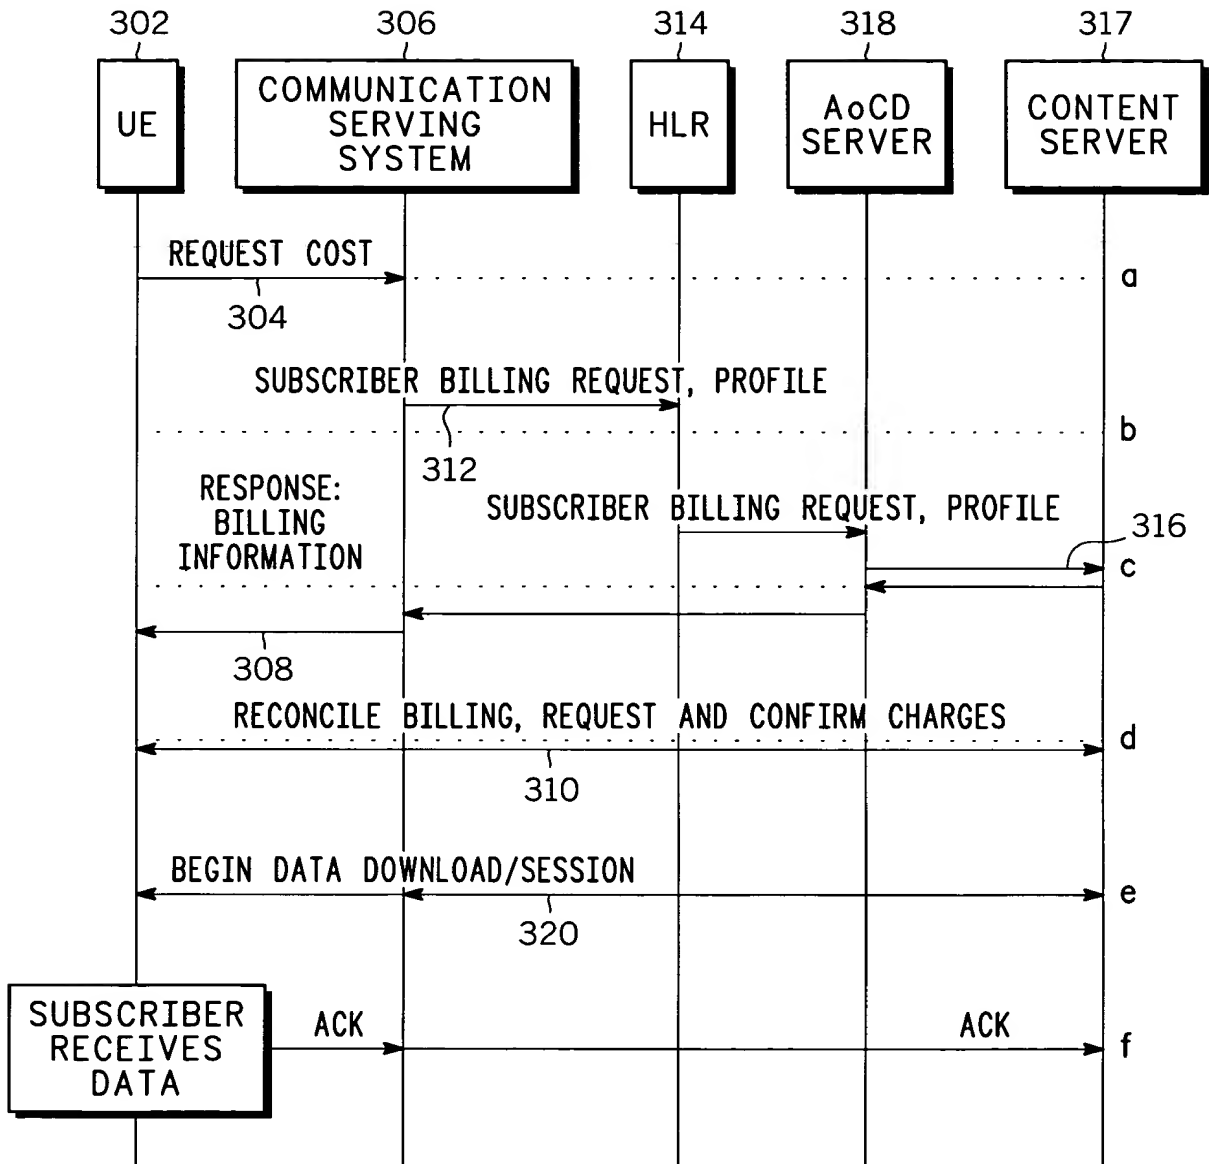 302 306 314 318 317
UE
COMMUNICATION
SERVING
SYSTEM
HLR
AoCD
SERVER
CONTENT
SERVER
REQUEST COST
a
304
SUBSCRIBER BILLING REQUEST, PROFILE
b
312
RESPONSE:
BILLING
INFORMATION
SUBSCRIBER BILLING REQUEST, PROFILE
316
c
308
RECONCILE BILLING, REQUEST AND CONFIRM CHARGES
d
310
BEGIN DATA DOWNLOAD/SESSION
e
320
SUBSCRIBER
RECEIVES
DATA
ACK
ACK
f